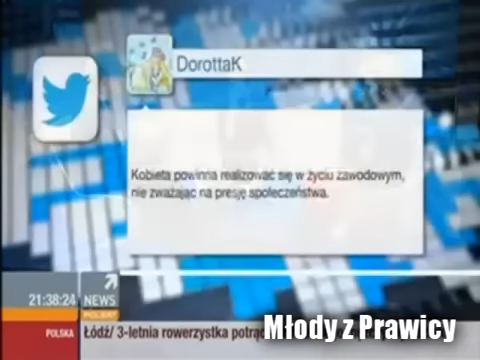 DorottaK
Kobieta powinna realizować się w życiu zawodowym,
nie zważając na presję społeczeństwa.
21:38:24 NEWS
POLSAT
POLSKA Łódź/ 3-letnia rowerzystka
Młody z Prawicy